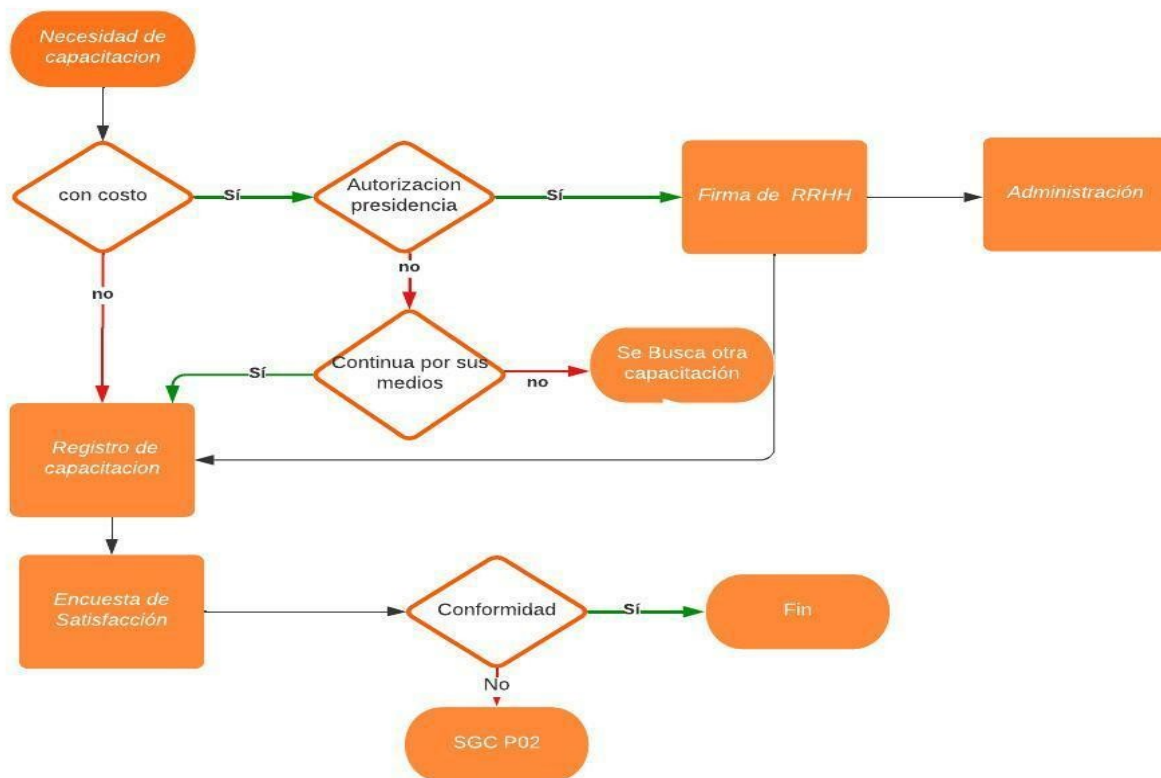 Necesidad de
capacitacion
con costo
Sí
Autorizacion
presidencia
Sí
Firma de RRHH
Administración
no
no
Continua por sus
medios
Sí
no
Se Busca otra
capacitación
Registro de
capacitacion
Encuesta de
Satisfacción
Conformidad
Sí
Fin
No
SGC P02